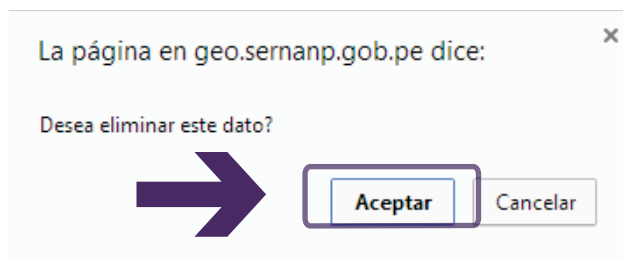 La página en geo.sernanp.gob.pe dice:
Desea eliminar este dato?
Aceptar Cancelar